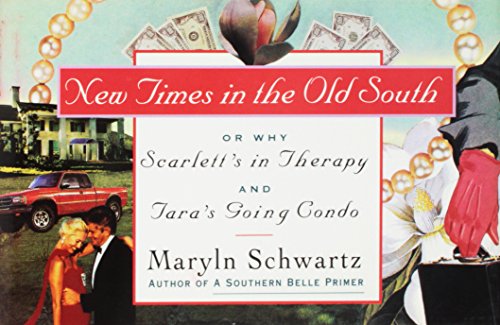 New Times in the Old South
OR WHY
Scarlett's in Therapy
AND
Tara's Going Condo
Maryln Schwartz
AUTHOR OF A SOUTHERN BELLE PRIMER